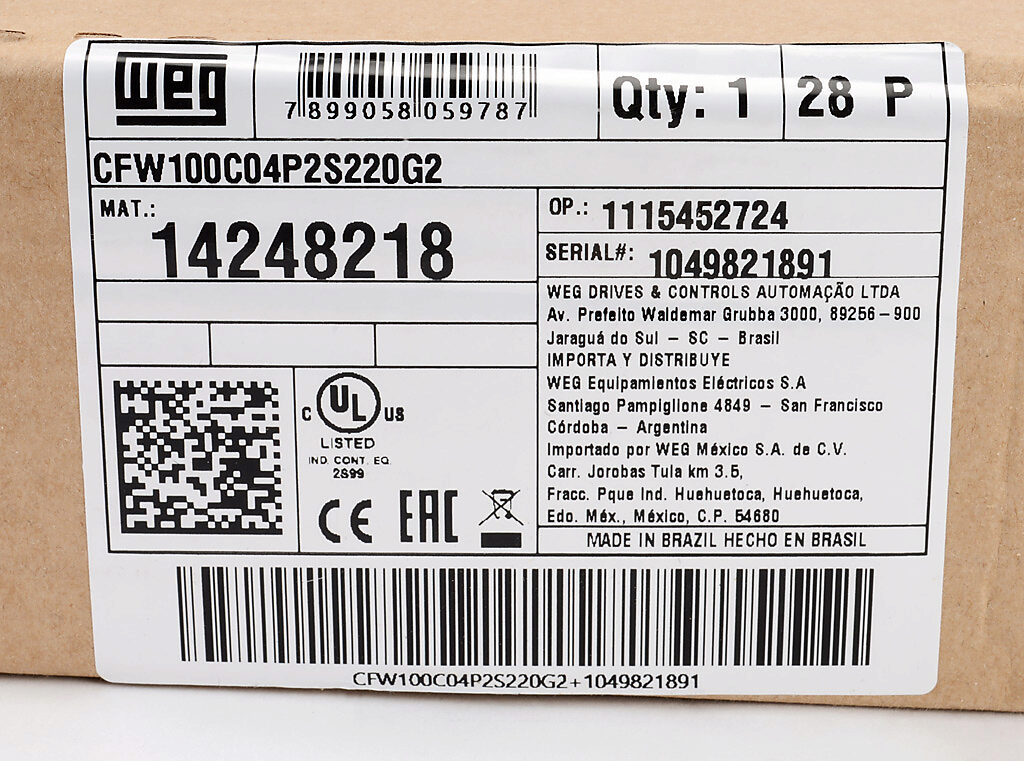 weg
7 899058 059787
Qty: 1
28 P
CFW100C04P2S220G2
MAT.:
14248218
OP.: 1115452724
SERIAL#: 1049821891
WEG DRIVES & CONTROLS AUTOMAÇÃO LTDA
Av. Prefeito Waldemar Grubba 3000, 89256-900
Jaraguá do Sul - SC - Brasil
IMPORTA Y DISTRIBUYE
WEG Equipamientos Eléctricos S.A
Santiago Pampiglione 4849 - San Francisco
Córdoba - Argentina
Importado por WEG México S.A. de C.V.
Carr. Jorobas Tula km 3.5,
Fracc. Pque Ind. Huehuetoca, Huehuetoca,
Edo. Méx., México, C.P. 54680
MADE IN BRAZIL HECHO EN BRASIL
C UL US
LISTED
IND. CONT. EQ.
2S99
CE EAC
CFW100C04P2S220G2+1049821891